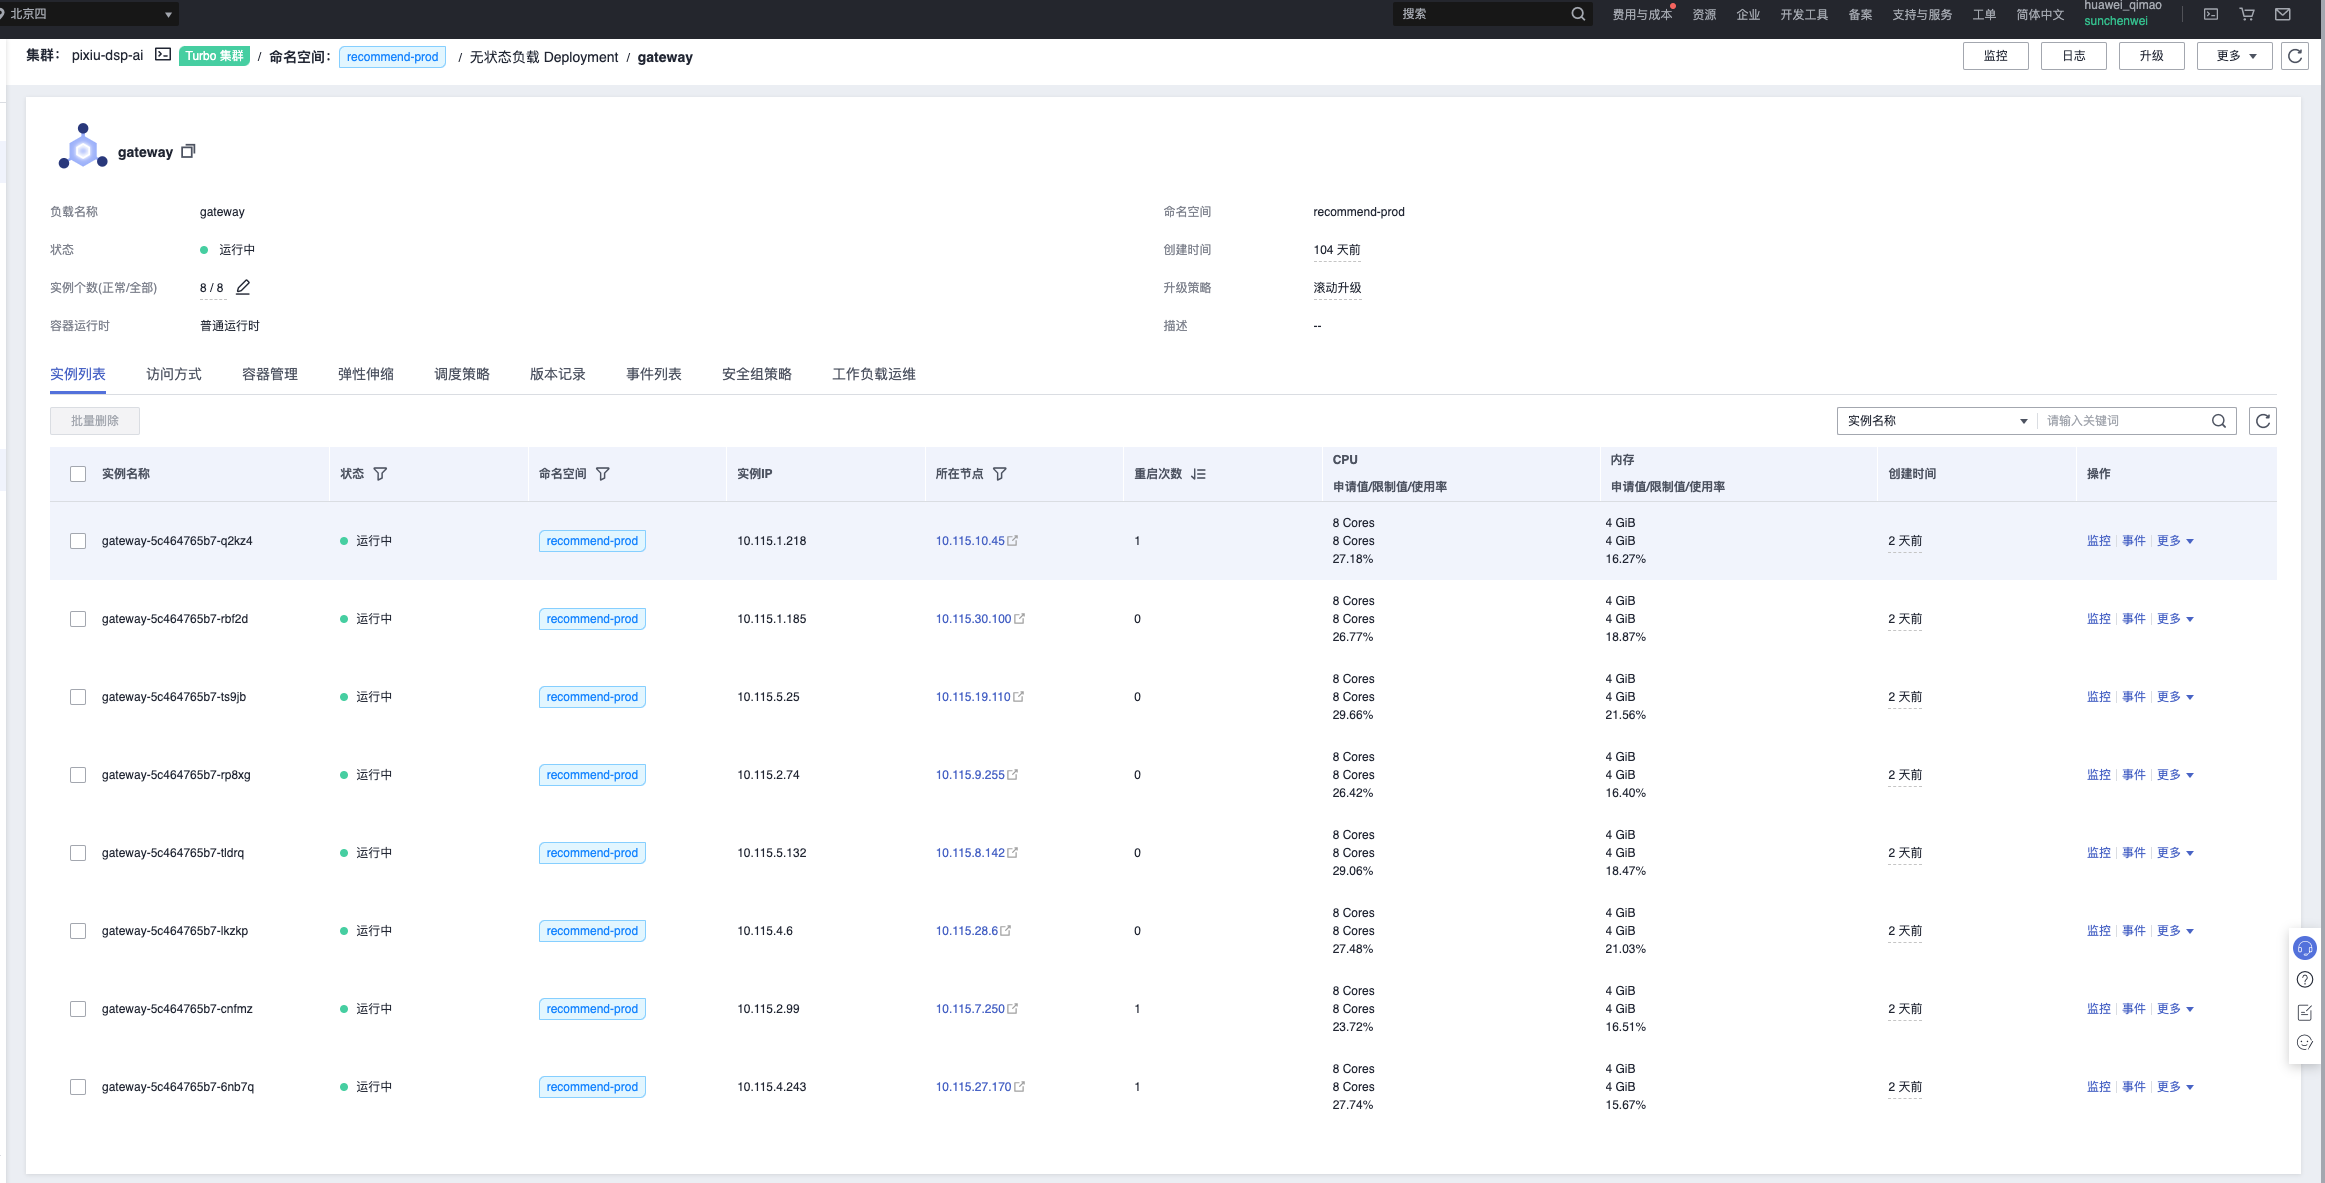 北京四
搜索
费用与成本 资源 企业 开发工具 备案 支持与服务 工单 简体中文
huawei_qimao
sunchenwei
集群： pixiu-dsp-ai Turbo 集群 / 命名空间： recommend-prod / 无状态负载 Deployment / gateway
监控 日志 升级 更多
gateway
负载名称 gateway 命名空间 recommend-prod
状态 运行中 创建时间 104 天前
实例个数(正常/全部) 8 / 8 升级策略 滚动升级
容器运行时 普通运行时 描述 --
实例列表 访问方式 容器管理 弹性伸缩 调度策略 版本记录 事件列表 安全组策略 工作负载运维
批量删除 实例名称 请输入关键词
实例名称 状态 命名空间 实例IP 所在节点 重启次数 CPU 申请值/限制值/使用率 内存 申请值/限制值/使用率 创建时间 操作
gateway-5c464765b7-q2kz4 运行中 recommend-prod 10.115.1.218 10.115.10.45 1 8 Cores 8 Cores 27.18% 4 GiB 4 GiB 16.27% 2 天前 监控 事件 更多
gateway-5c464765b7-rbf2d 运行中 recommend-prod 10.115.1.185 10.115.30.100 0 8 Cores 8 Cores 26.77% 4 GiB 4 GiB 18.87% 2 天前 监控 事件 更多
gateway-5c464765b7-ts9jb 运行中 recommend-prod 10.115.5.25 10.115.19.110 0 8 Cores 8 Cores 29.66% 4 GiB 4 GiB 21.56% 2 天前 监控 事件 更多
gateway-5c464765b7-rp8xg 运行中 recommend-prod 10.115.2.74 10.115.9.255 0 8 Cores 8 Cores 26.42% 4 GiB 4 GiB 16.40% 2 天前 监控 事件 更多
gateway-5c464765b7-tldrq 运行中 recommend-prod 10.115.5.132 10.115.8.142 0 8 Cores 8 Cores 29.06% 4 GiB 4 GiB 18.47% 2 天前 监控 事件 更多
gateway-5c464765b7-lkzkp 运行中 recommend-prod 10.115.4.6 10.115.28.6 0 8 Cores 8 Cores 27.48% 4 GiB 4 GiB 21.03% 2 天前 监控 事件 更多
gateway-5c464765b7-cnfmz 运行中 recommend-prod 10.115.2.99 10.115.7.250 1 8 Cores 8 Cores 23.72% 4 GiB 4 GiB 16.51% 2 天前 监控 事件 更多
gateway-5c464765b7-6nb7q 运行中 recommend-prod 10.115.4.243 10.115.27.170 1 8 Cores 8 Cores 27.74% 4 GiB 4 GiB 15.67% 2 天前 监控 事件 更多